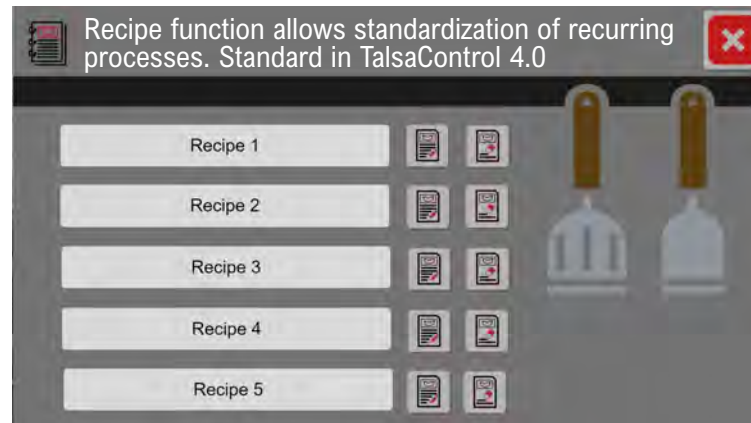 Recipe function allows standardization of recurring
processes. Standard in TalsaControl 4.0
Recipe 1
Recipe 2
Recipe 3
Recipe 4
Recipe 5